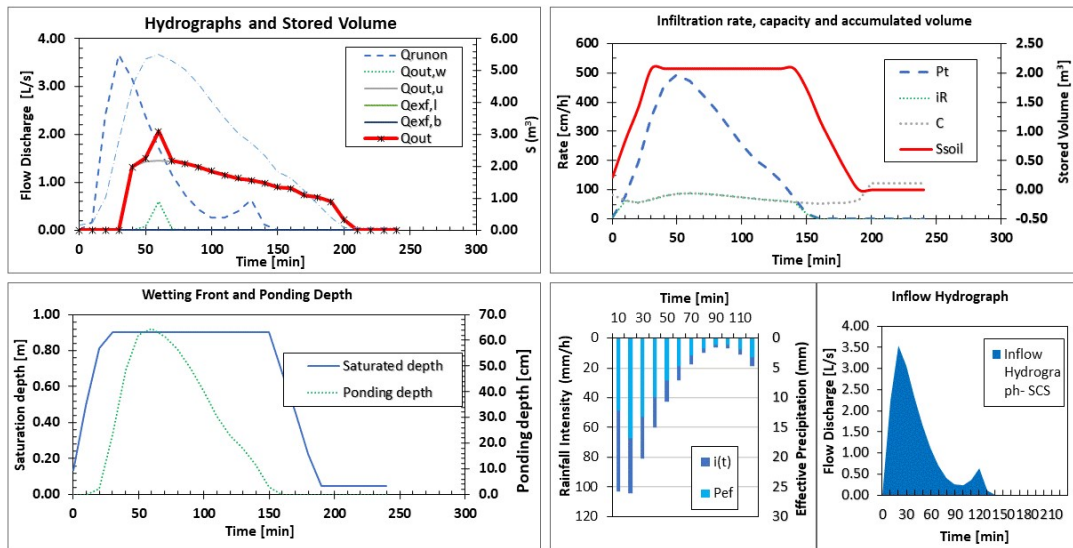 Hydrographs and Stored Volume
4.00
3.00
2.00
1.00
0.00
Flow Discharge [L/s]
6.00
5.00
4.00
3.00
2.00
1.00
0.00
S (m³)
Qrunon
Qout,w
Qout,u
Qexf,l
Qexf,b
Qout
0 50 100 150 200 250 300
Time [min]
Infiltration rate, capacity and accumulated volume
600
500
400
300
200
100
0
Rate [cm/h]
2.50
2.00
1.50
1.00
0.50
0.00
-0.50
Stored Volume [m³]
Pt
iR
C
Ssoil
0 50 100 150 200 250 300
Time [min]
Wetting Front and Ponding Depth
1.00
0.80
0.60
0.40
0.20
0.00
Saturation depth [m]
70.0
60.0
50.0
40.0
30.0
20.0
10.0
0.0
Ponding depth [cm]
Saturated depth
Ponding depth
0 50 100 150 200 250 300
Time [min]
Time [min]
10 30 50 70 90 110
0
20
40
60
80
100
120
Rainfall Intensity (mm/h)
0
5
10
15
20
25
30
Effective Precipitation (mm)
i(t)
Pef
Inflow Hydrograph
4.00
3.50
3.00
2.50
2.00
1.50
1.00
0.50
0.00
Flow Discharge [L/s]
Inflow
Hydrogra
ph- SCS
0 30 60 90 120 150 180 210
Time [min]